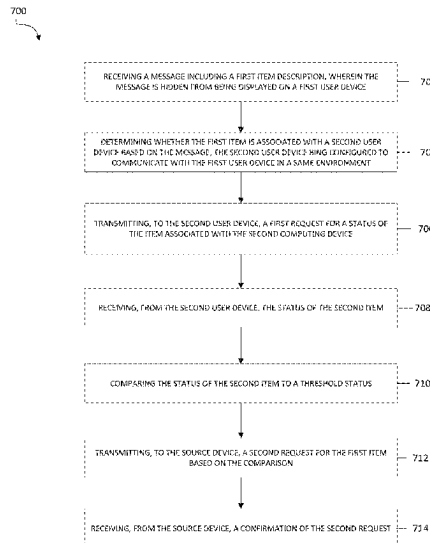 700
RECEIVING A MESSAGE INCLUDING A FIRST ITEM DESCRIPTION, WHEREIN THE
MESSAGE IS HIDDEN FROM BEING DISPLAYED ON A FIRST USER DEVICE
70
DETERMINING WHETHER THE FIRST ITEM IS ASSOCIATED WITH A SECOND USER
DEVICE BASED ON THE MESSAGE, THE SECOND USER DEVICE BEING CONFIGURED TO
COMMUNICATE WITH THE FIRST USER DEVICE IN A SAME ENVIRONMENT
70
TRANSMITTING, TO THE SECOND USER DEVICE, A FIRST REQUEST FOR A STATUS OF
THE ITEM ASSOCIATED WITH THE SECOND COMPUTING DEVICE
706
RECEIVING, FROM THE SECOND USER DEVICE, THE STATUS OF THE SECOND ITEM
708
COMPARING THE STATUS OF THE SECOND ITEM TO A THRESHOLD STATUS
710
TRANSMITTING, TO THE SOURCE DEVICE, A SECOND REQUEST FOR THE FIRST ITEM
BASED ON THE COMPARISON
712
RECEIVING, FROM THE SOURCE DEVICE, A CONFIRMATION OF THE SECOND REQUEST
714